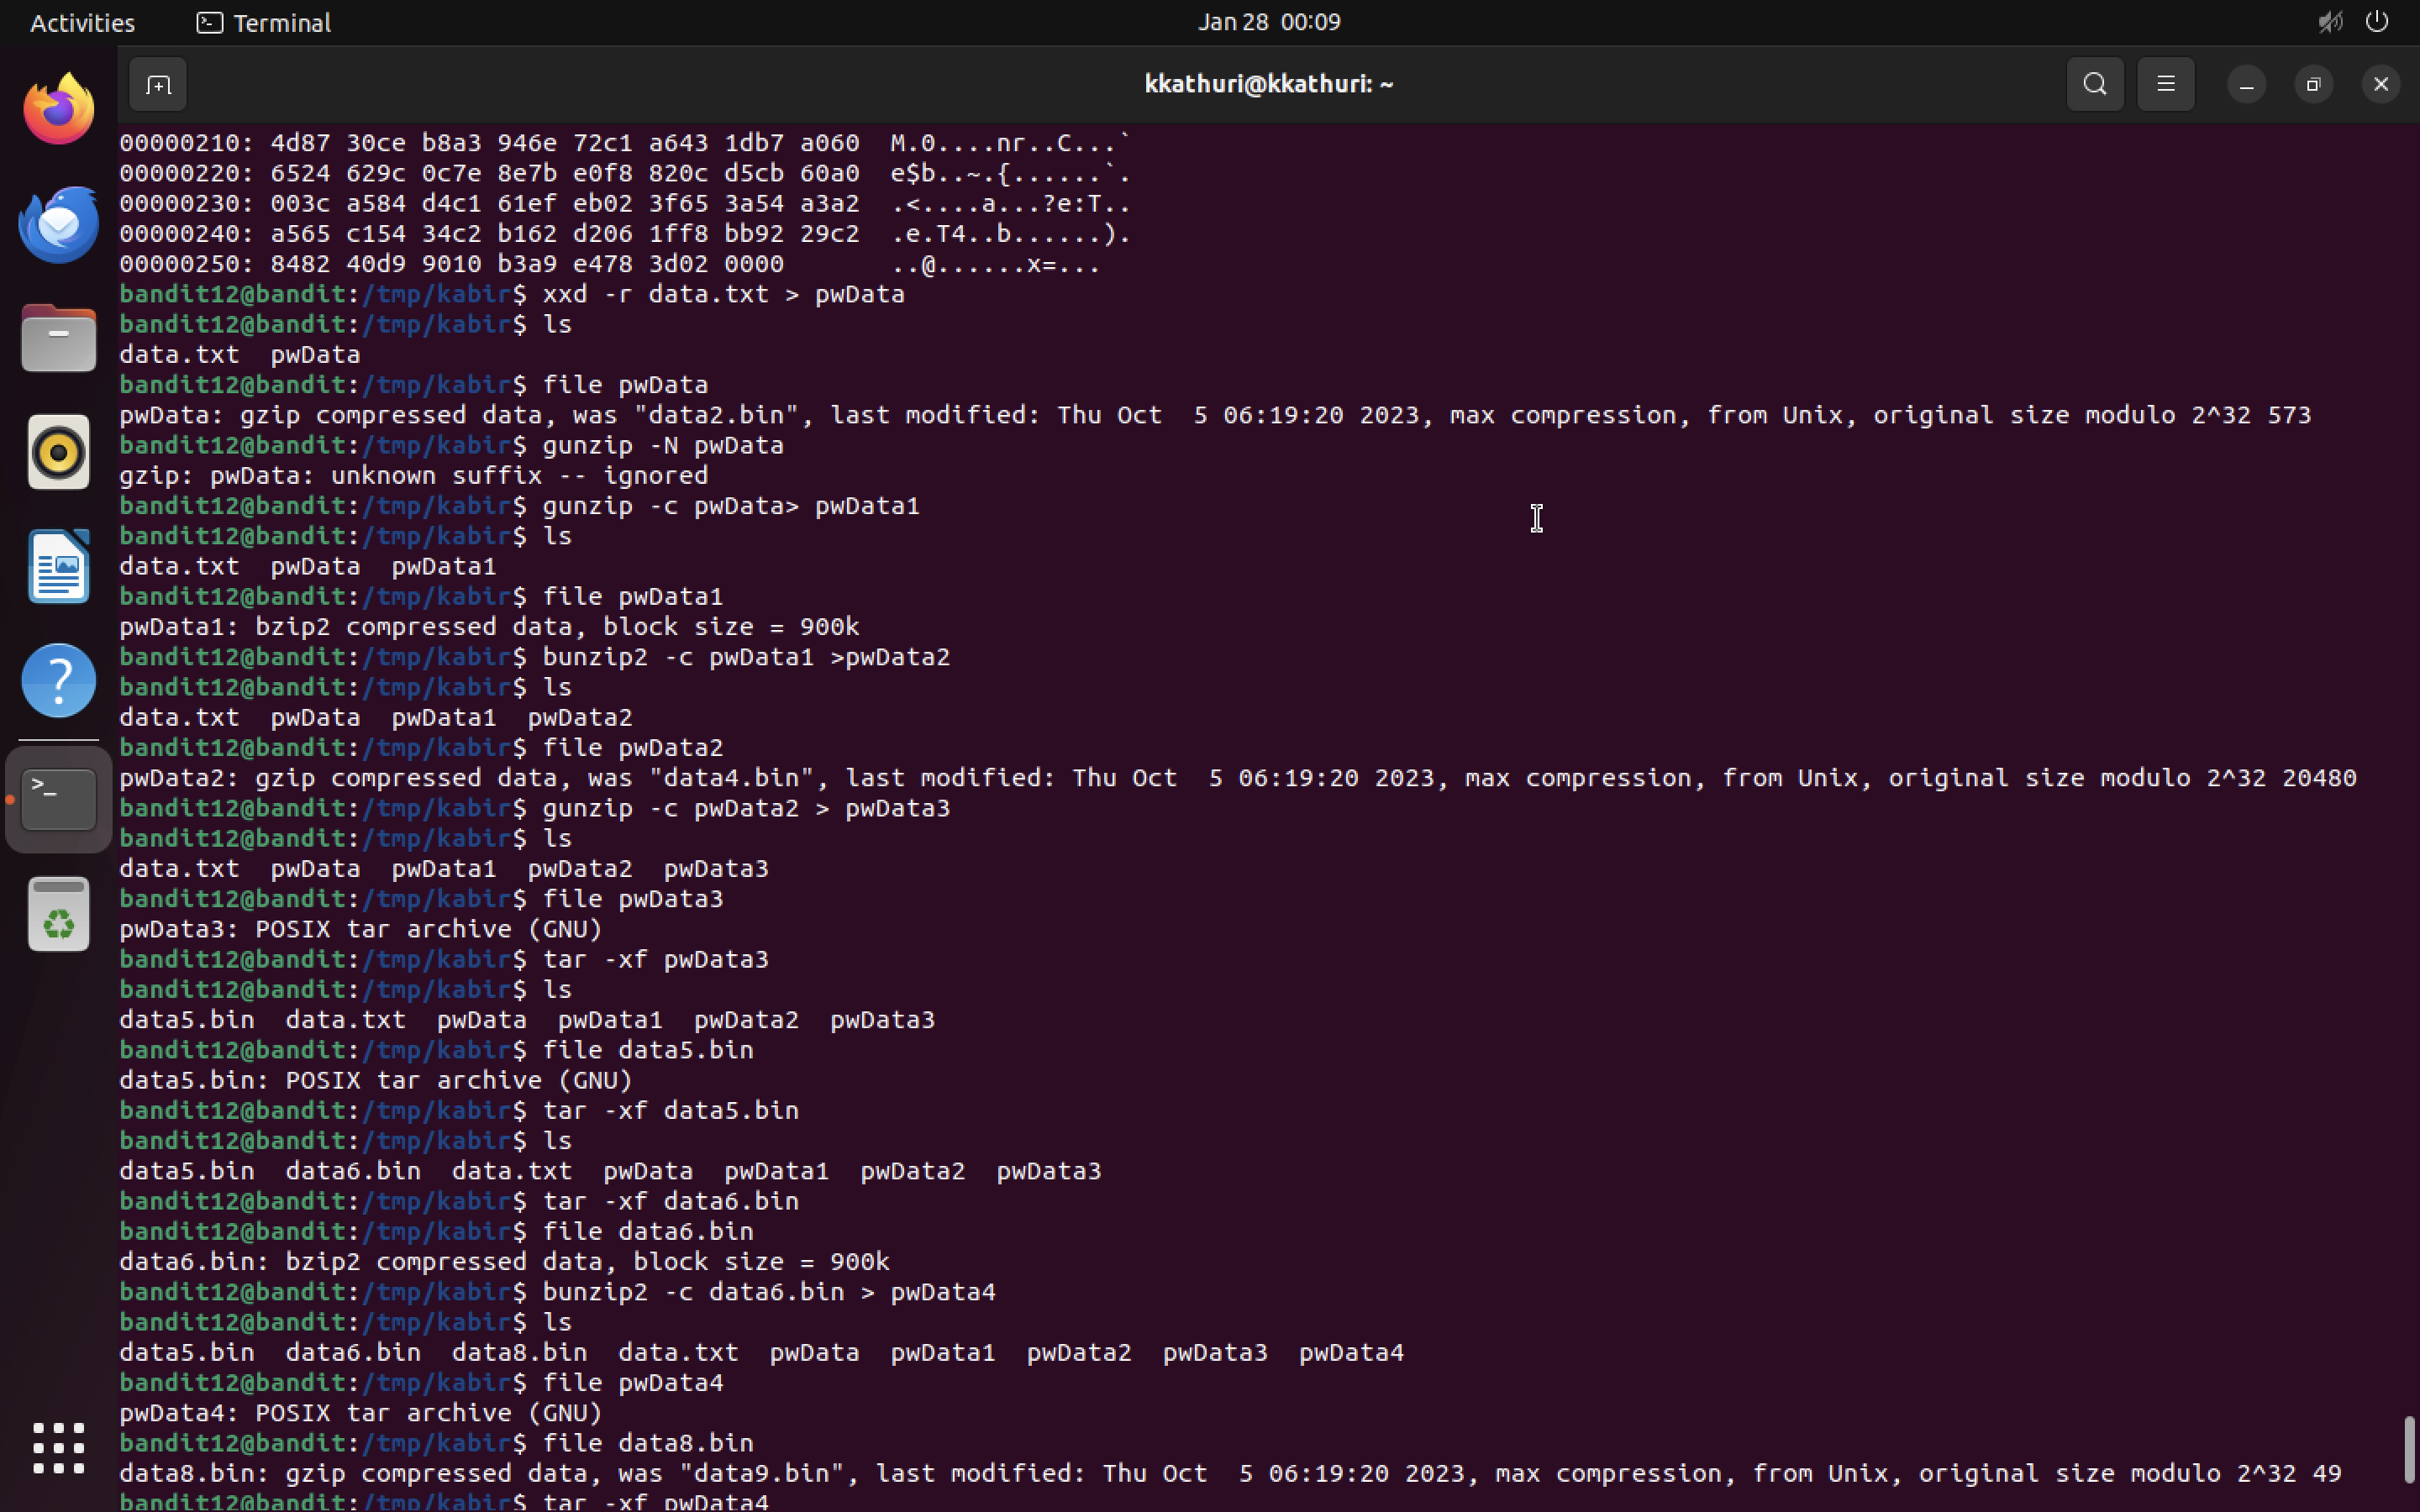 Activities Terminal Jan 28 00:09
kkathuri@kkathuri: ~
00000210: 4d87 30ce b8a3 946e 72c1 a643 1db7 a060  M.0....nr..C...`
00000220: 6524 629c 0c7e 8e7b e0f8 820c d5cb 60a0  e$b..~.{......`.
00000230: 003c a584 d4c1 61ef eb02 3f65 3a54 a3a2  .<....a...?e:T..
00000240: a565 c154 34c2 b162 d206 1ff8 bb92 29c2  .e.T4..b......).
00000250: 8482 40d9 9010 b3a9 e478 3d02 0000       ..@......x=...
bandit12@bandit:/tmp/kabir$ xxd -r data.txt > pwData
bandit12@bandit:/tmp/kabir$ ls
data.txt  pwData
bandit12@bandit:/tmp/kabir$ file pwData
pwData: gzip compressed data, was "data2.bin", last modified: Thu Oct  5 06:19:20 2023, max compression, from Unix, original size modulo 2^32 573
bandit12@bandit:/tmp/kabir$ gunzip -N pwData
gzip: pwData: unknown suffix -- ignored
bandit12@bandit:/tmp/kabir$ gunzip -c pwData> pwData1
bandit12@bandit:/tmp/kabir$ ls
data.txt  pwData  pwData1
bandit12@bandit:/tmp/kabir$ file pwData1
pwData1: bzip2 compressed data, block size = 900k
bandit12@bandit:/tmp/kabir$ bunzip2 -c pwData1 >pwData2
bandit12@bandit:/tmp/kabir$ ls
data.txt  pwData  pwData1  pwData2
bandit12@bandit:/tmp/kabir$ file pwData2
pwData2: gzip compressed data, was "data4.bin", last modified: Thu Oct  5 06:19:20 2023, max compression, from Unix, original size modulo 2^32 20480
bandit12@bandit:/tmp/kabir$ gunzip -c pwData2 > pwData3
bandit12@bandit:/tmp/kabir$ ls
data.txt  pwData  pwData1  pwData2  pwData3
bandit12@bandit:/tmp/kabir$ file pwData3
pwData3: POSIX tar archive (GNU)
bandit12@bandit:/tmp/kabir$ tar -xf pwData3
bandit12@bandit:/tmp/kabir$ ls
data5.bin  data.txt  pwData  pwData1  pwData2  pwData3
bandit12@bandit:/tmp/kabir$ file data5.bin
data5.bin: POSIX tar archive (GNU)
bandit12@bandit:/tmp/kabir$ tar -xf data5.bin
bandit12@bandit:/tmp/kabir$ ls
data5.bin  data6.bin  data.txt  pwData  pwData1  pwData2  pwData3
bandit12@bandit:/tmp/kabir$ tar -xf data6.bin
bandit12@bandit:/tmp/kabir$ file data6.bin
data6.bin: bzip2 compressed data, block size = 900k
bandit12@bandit:/tmp/kabir$ bunzip2 -c data6.bin > pwData4
bandit12@bandit:/tmp/kabir$ ls
data5.bin  data6.bin  data8.bin  data.txt  pwData  pwData1  pwData2  pwData3  pwData4
bandit12@bandit:/tmp/kabir$ file pwData4
pwData4: POSIX tar archive (GNU)
bandit12@bandit:/tmp/kabir$ file data8.bin
data8.bin: gzip compressed data, was "data9.bin", last modified: Thu Oct  5 06:19:20 2023, max compression, from Unix, original size modulo 2^32 49
bandit12@bandit:/tmp/kabir$ tar -xf pwData4